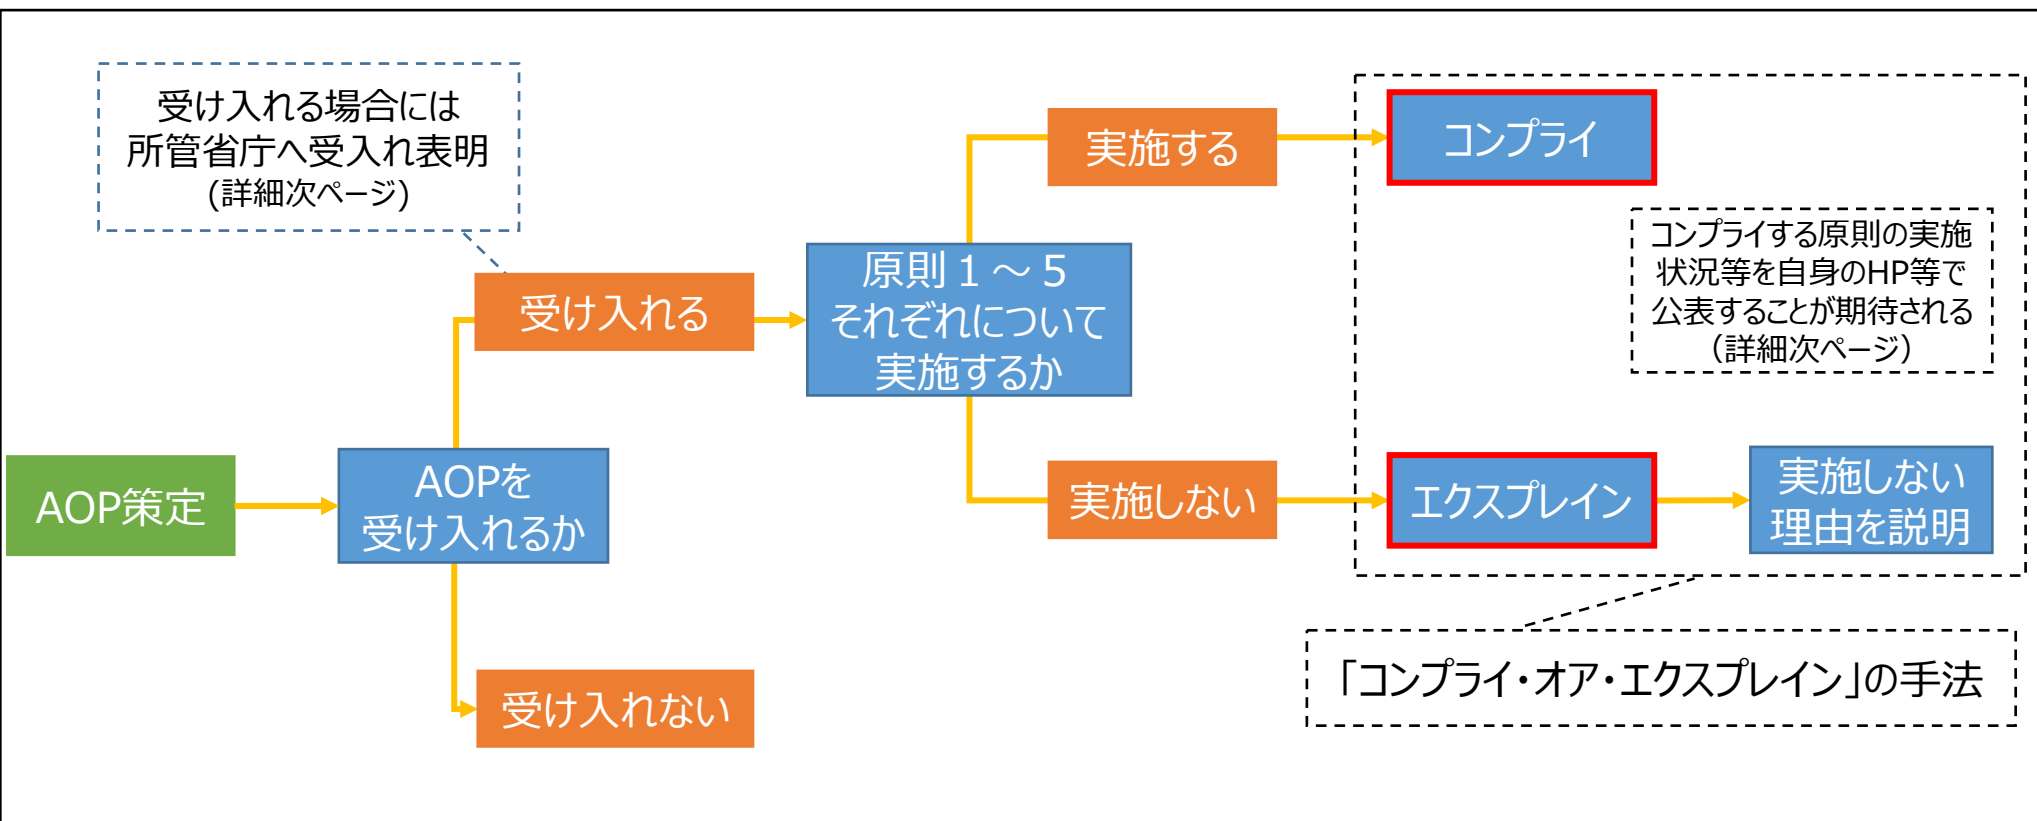 受け入れる場合には
所管省庁へ受入れ表明
(詳細次ページ)
実施する
コンプライ
コンプライする原則の実施
状況等を自身のHP等で
公表することが期待される
（詳細次ページ）
受け入れる
原則１～５
それぞれについて
実施するか
AOP策定
AOPを
受け入れるか
実施しない
エクスプレイン
実施しない
理由を説明
受け入れない
「コンプライ・オア・エクスプレイン」の手法